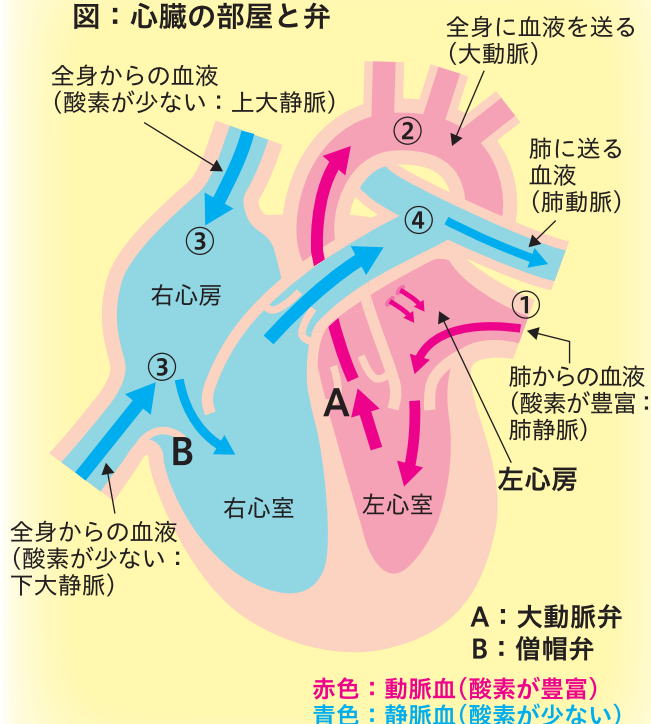 図：心臓の部屋と弁
全身に血液を送る
（大動脈）
全身からの血液
（酸素が少ない：上大静脈）
②
肺に送る
血液
（肺動脈）
③
④
右心房
①
③
肺からの血液
（酸素が豊富：
肺静脈）
A
B
左心房
右心室
左心室
全身からの血液
（酸素が少ない：
下大静脈）
A：大動脈弁
B：僧帽弁
赤色：動脈血（酸素が豊富）
青色：静脈血（酸素が少ない）